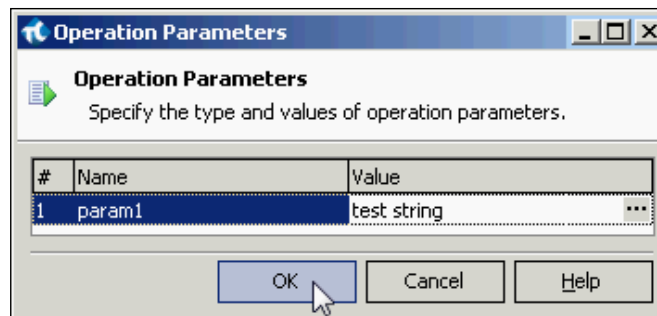 Operation Parameters
Operation Parameters
Specify the type and values of operation parameters.
# Name Value
1 param1 test string ...
OK Cancel Help